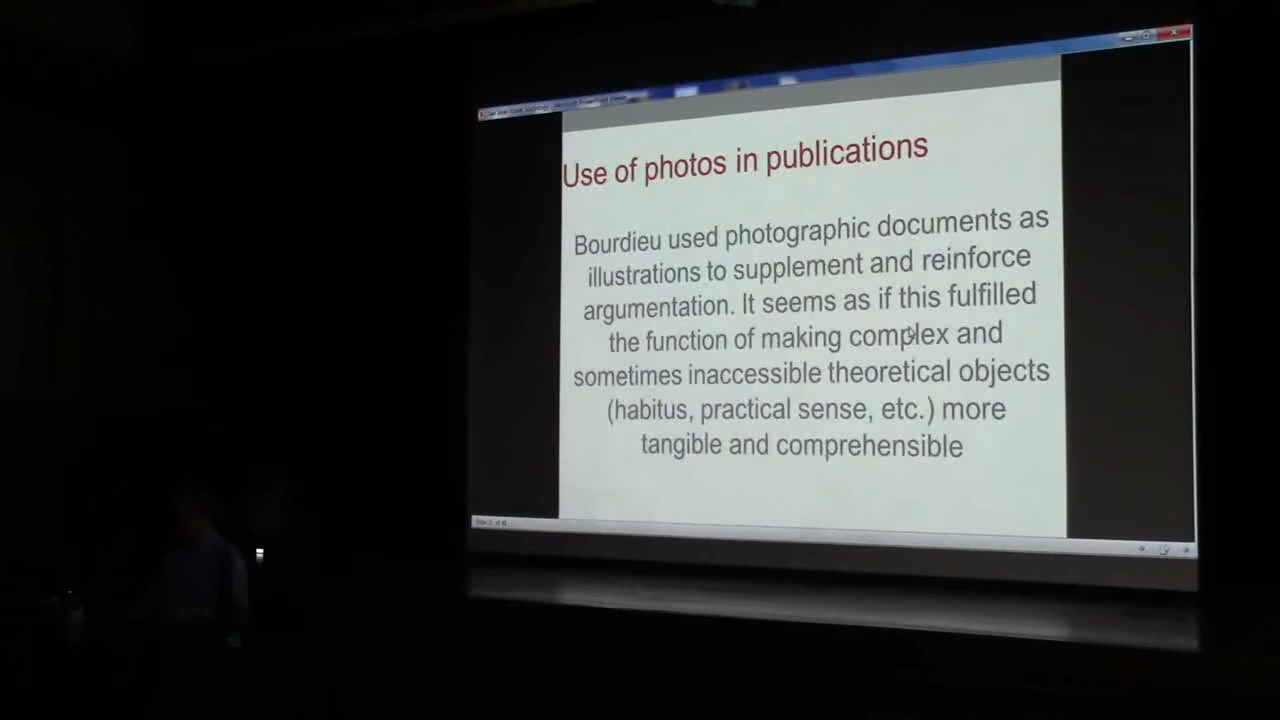 Use of photos in publications
Bourdieu used photographic documents as
illustrations to supplement and reinforce
argumentation. It seems as if this fulfilled
the function of making complex and
sometimes inaccessible theoretical objects
(habitus, practical sense, etc.) more
tangible and comprehensible